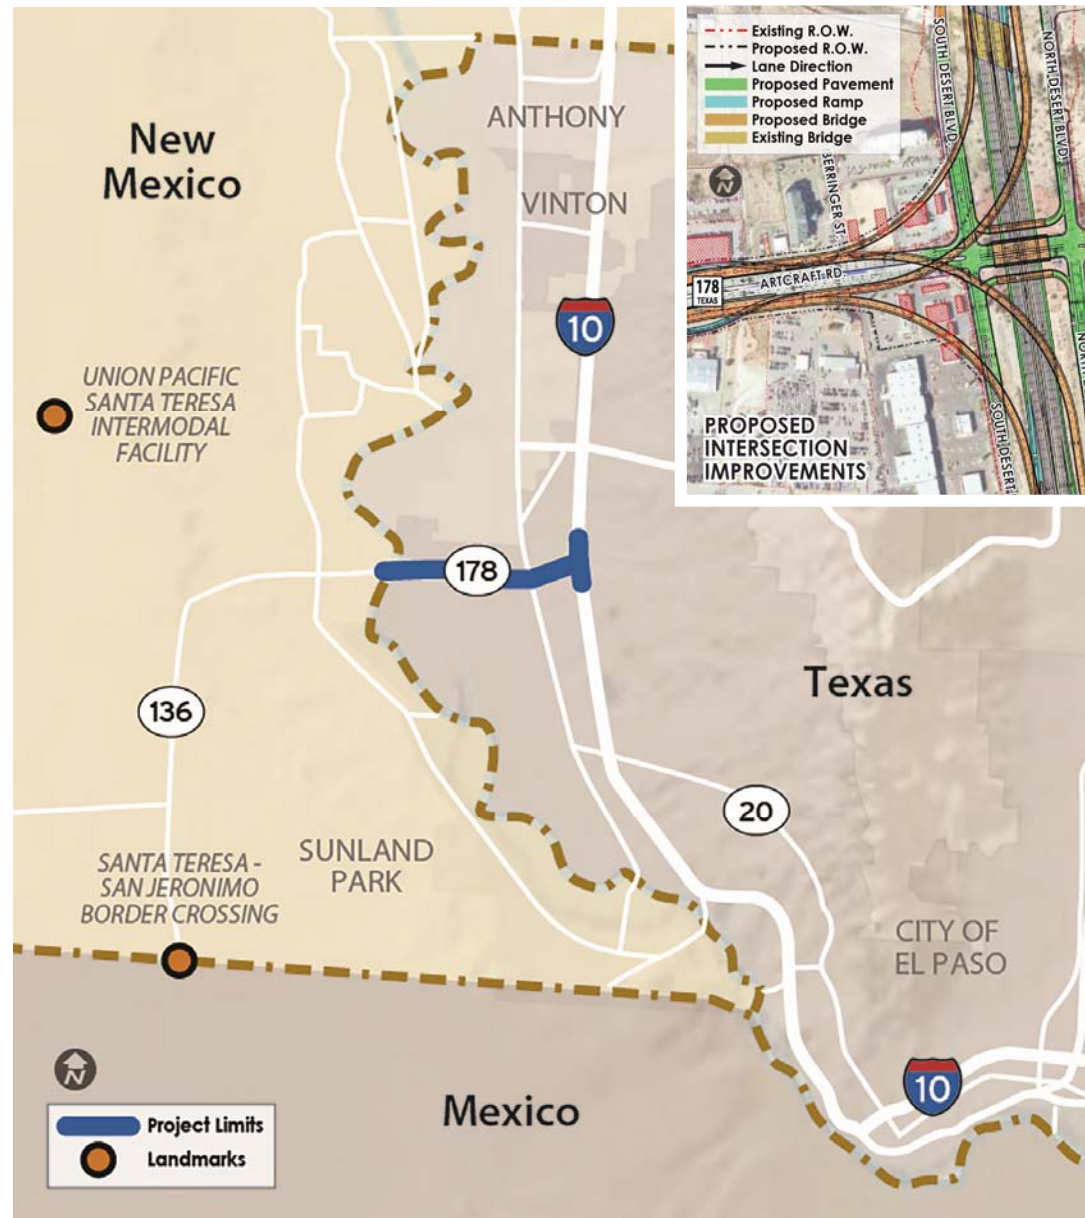 New
Mexico
ANTHONY
VINTON
10
UNION PACIFIC
SANTA TERESA
INTERMODAL
FACILITY
178
Texas
136
20
SUNLAND
PARK
SANTA TERESA -
SAN JERONIMO
BORDER CROSSING
CITY OF
EL PASO
10
Mexico
N
Project Limits
Landmarks
Existing R.O.W.
Proposed R.O.W.
Lane Direction
Proposed Pavement
Proposed Ramp
Proposed Bridge
Existing Bridge
N
SOUTH DESERT BLVD.
NORTH DESERT BLVD.
BERRINGER ST.
ARTCRAFT RD.
178
TEXAS
SOUTH DESERT
PROPOSED
INTERSECTION
IMPROVEMENTS